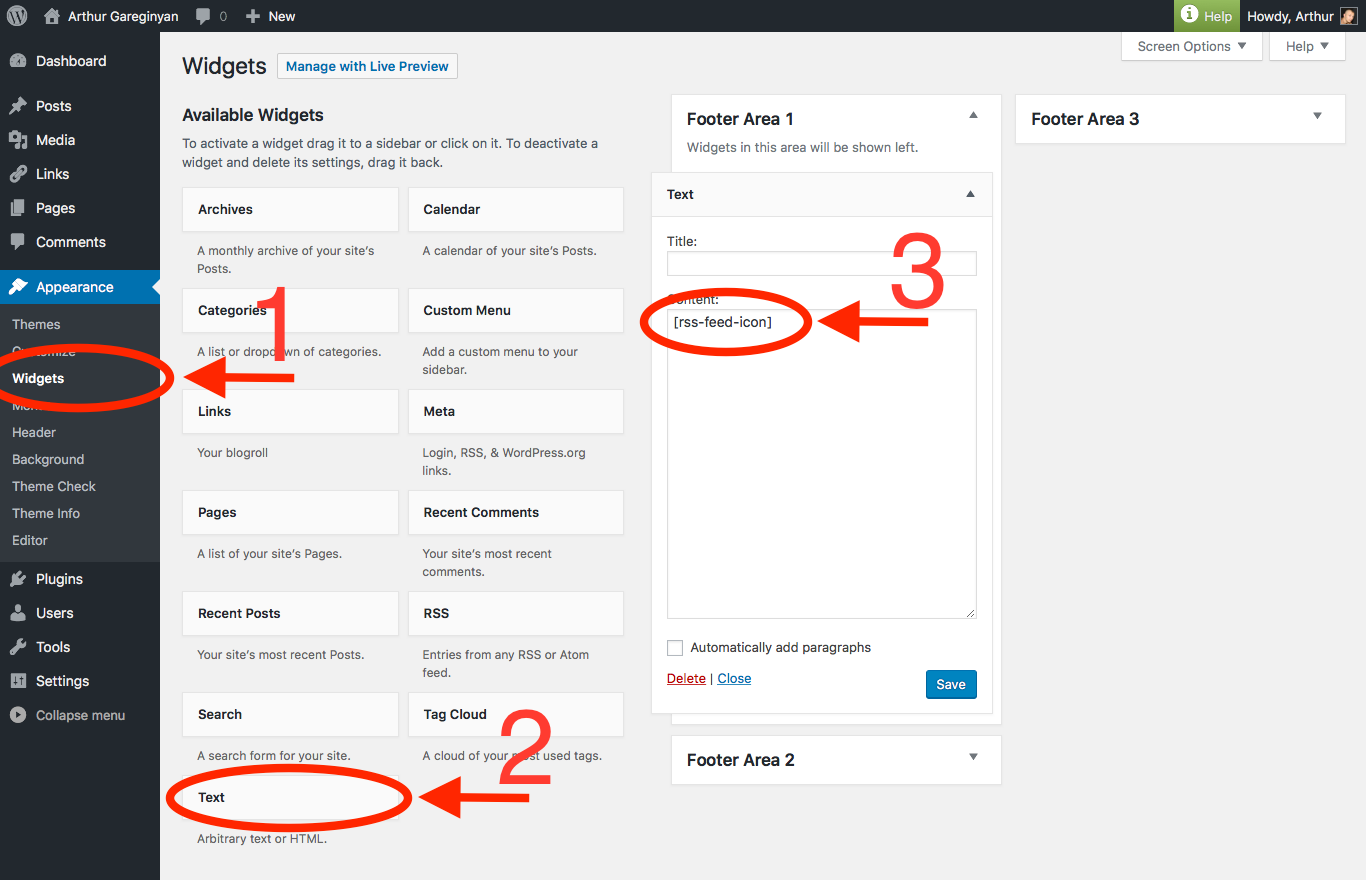 Arthur Gareginyan 0 New Help Howdy, Arthur
Screen Options Help
Dashboard
Posts
Media
Links
Pages
Comments
Appearance
Themes
Customize
Widgets
Header
Background
Theme Check
Theme Info
Editor
Plugins
Users
Tools
Settings
Collapse menu
Widgets Manage with Live Preview
Available Widgets
To activate a widget drag it to a sidebar or click on it. To deactivate a
widget and delete its settings, drag it back.
Archives
A monthly archive of your site's
Posts.
Calendar
A calendar of your site's Posts.
Categories
A list or dropdown of categories.
Custom Menu
Add a custom menu to your
sidebar.
1
Links
Your blogroll
Meta
Login, RSS, & WordPress.org
links.
Pages
A list of your site's Pages.
Recent Comments
Your site's most recent
comments.
Recent Posts
Your site's most recent Posts.
RSS
Entries from any RSS or Atom
feed.
Search
A search form for your site.
Tag Cloud
A cloud of your most used tags.
2
Text
Arbitrary text or HTML.
Footer Area 1
Widgets in this area will be shown left.
Text
Title:
3
Content:
[rss-feed-icon]
Automatically add paragraphs
Delete | Close
Save
Footer Area 2
Footer Area 3